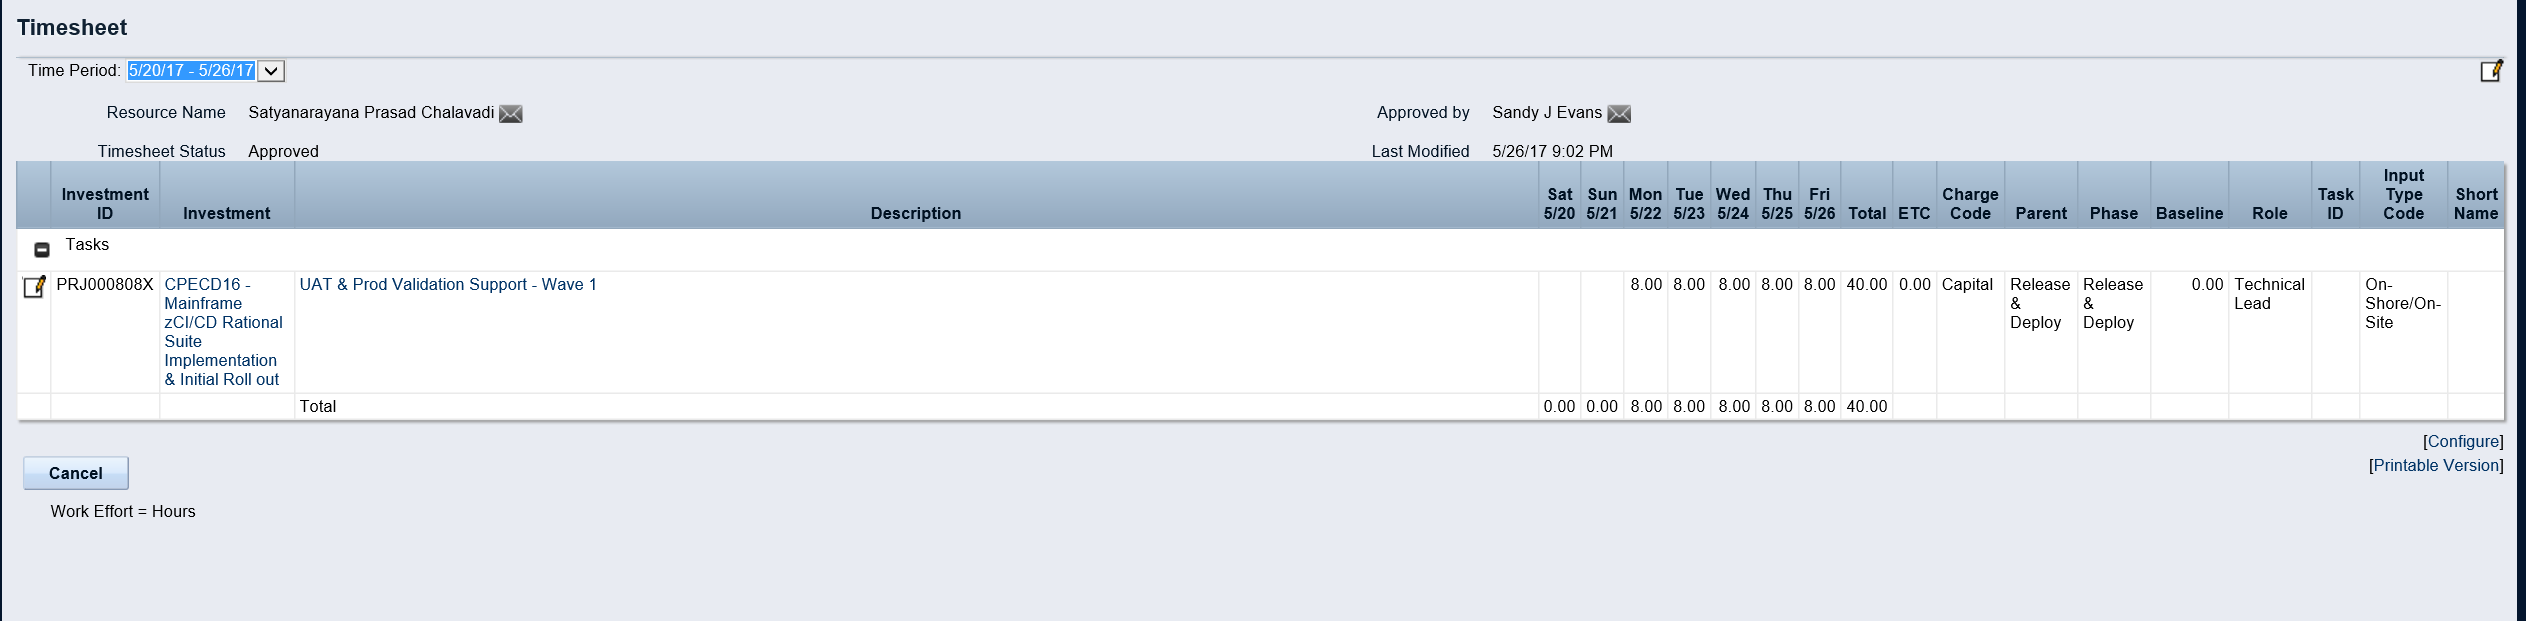 Timesheet
Time Period: 5/20/17 - 5/26/17
Resource Name Satyanarayana Prasad Chalavadi Approved by Sandy J Evans
Timesheet Status Approved Last Modified 5/26/17 9:02 PM
Investment ID Investment Description Sat 5/20 Sun 5/21 Mon 5/22 Tue 5/23 Wed 5/24 Thu 5/25 Fri 5/26 Total ETC Charge Code Parent Phase Baseline Role Task ID Input Type Code Short Name
Tasks
PRJ000808X CPECD16 - Mainframe zCI/CD Rational Suite Implementation & Initial Roll out UAT & Prod Validation Support - Wave 1 8.00 8.00 8.00 8.00 8.00 40.00 0.00 Capital Release & Deploy Release & Deploy 0.00 Technical Lead On-Shore/On-Site
Total 0.00 0.00 8.00 8.00 8.00 8.00 8.00 40.00
[Configure]
[Printable Version]
Cancel
Work Effort = Hours